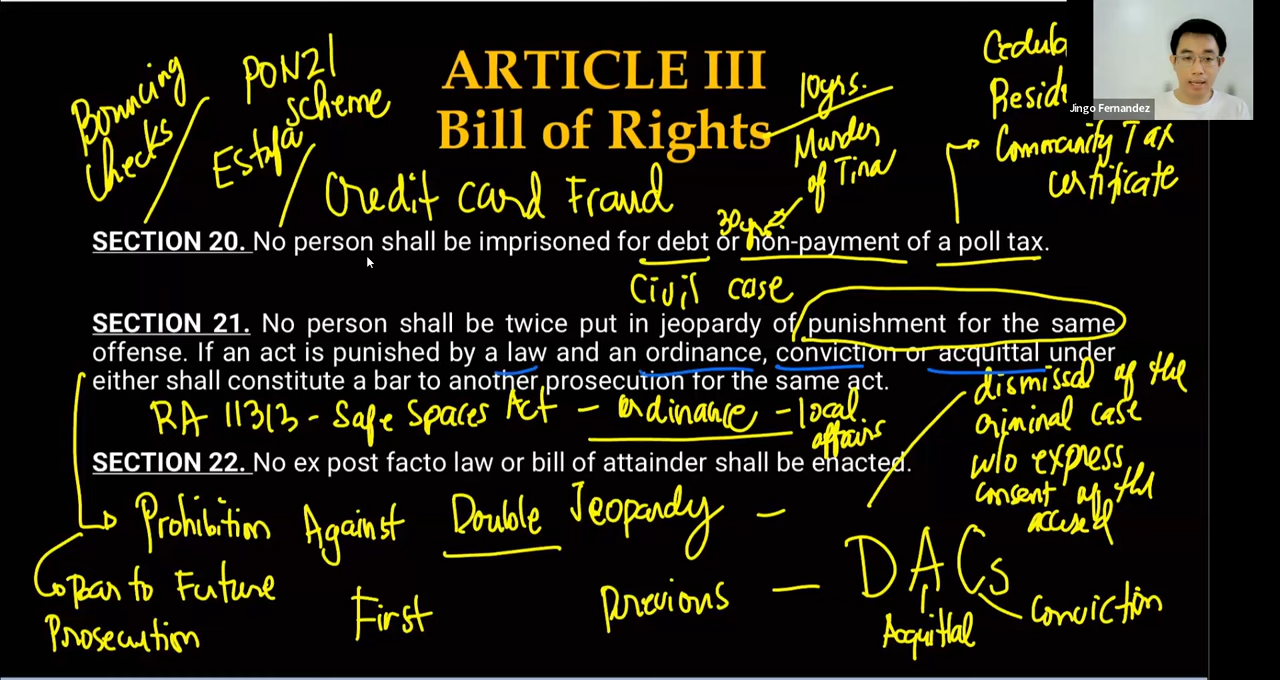 ARTICLE III
Bill of Rights
Bouncing
Checks
PONZI
scheme
Estafa
Credit Card Fraud
10yrs.
Murder
of Tina
30yrs
Cedula
Community Tax
certificate
Jingo Fernandez
SECTION 20. No person shall be imprisoned for debt or non-payment of a poll tax.
Civil case
SECTION 21. No person shall be twice put in jeopardy of punishment for the same
offense. If an act is punished by a law and an ordinance, conviction or acquittal under
either shall constitute a bar to another prosecution for the same act.
RA 11313 - Safe Spaces Act - ordinance - local
affairs
dismissal of the
criminal case
w/o express
consent of the
accused
SECTION 22. No ex post facto law or bill of attainder shall be enacted.
Prohibition Against Double Jeopardy -
Bar to Future
Prosecution
First
Previous - DACs
Acquittal
Conviction